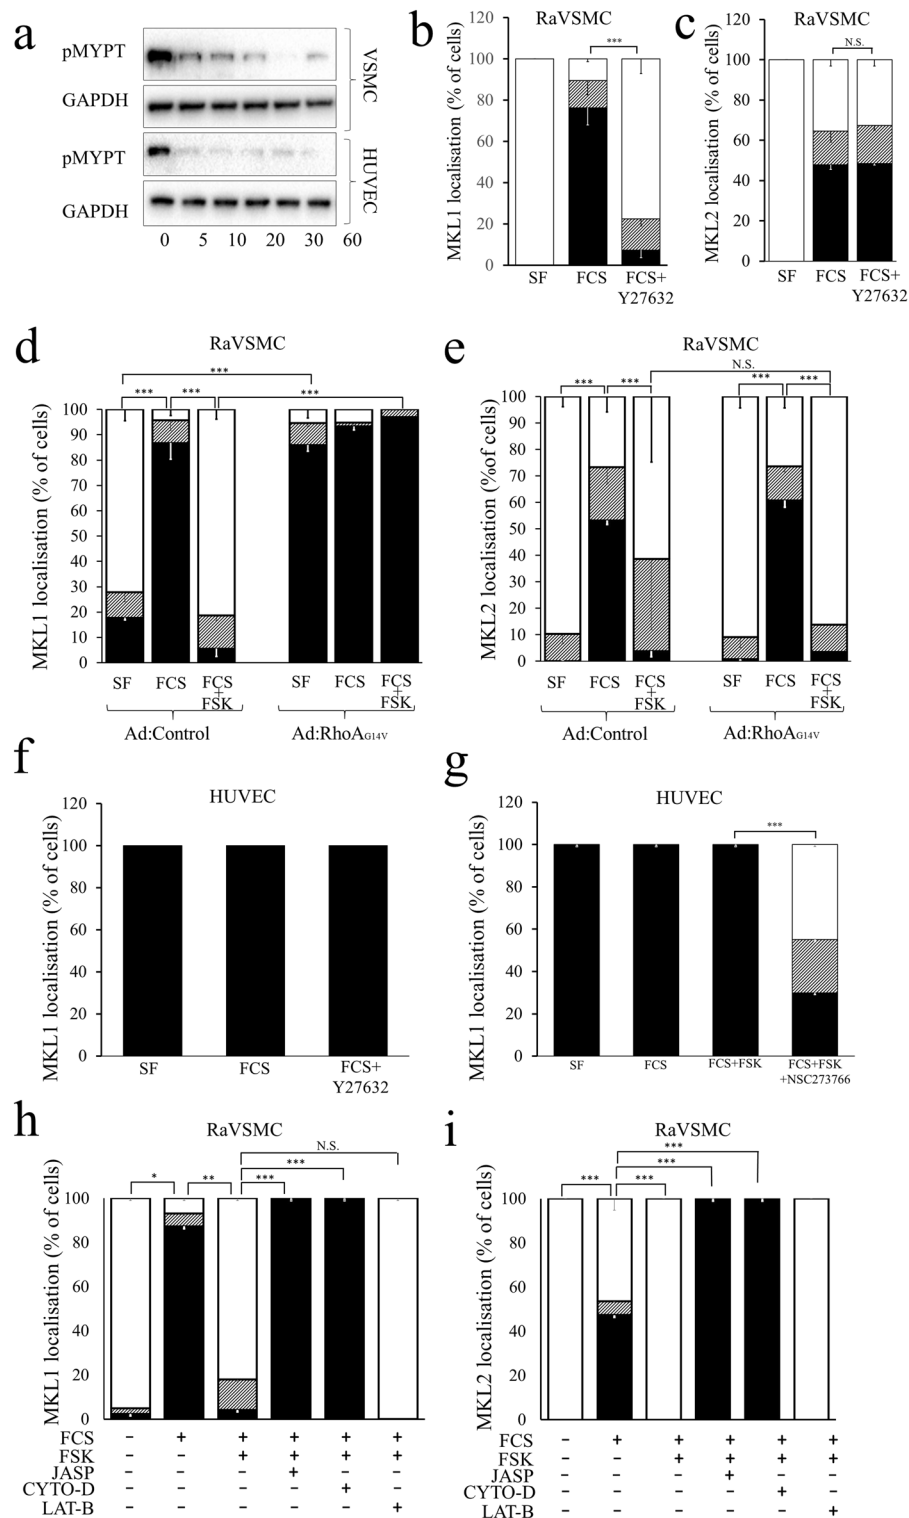 a
pMYPT
GAPDH
VSMC
pMYPT
GAPDH
HUVEC
0 5 10 20 30 60
b
RaVSMC
MKL1 localisation (% of cells)
120
100
80
60
40
20
0
***
SF FCS FCS+
Y27632
c
RaVSMC
MKL2 localisation (% of cells)
120
100
80
60
40
20
0
N.S.
SF FCS FCS+
Y27632
d
RaVSMC
MKL1 localisation (% of cells)
***
*** *** ***
100
90
80
70
60
50
40
30
20
10
0
SF FCS FCS
+
FSK
SF FCS FCS
+
FSK
Ad:Control Ad:RhoAG14V
e
RaVSMC
MKL2 localisation (%of cells)
N.S.
*** *** *** ***
100
90
80
70
60
50
40
30
20
10
0
SF FCS FCS
+
FSK
SF FCS FCS
+
FSK
Ad:Control Ad:RhoAG14V
f
HUVEC
MKL1 localisation (% of cells)
120
100
80
60
40
20
0
SF FCS FCS+
Y27632
g
HUVEC
MKL1 localisation (% of cells)
120
100
80
60
40
20
0
***
SF FCS FCS+FSK FCS+FSK
+NSC273766
h
RaVSMC
MKL1 localisation (% of cells)
N.S.
***
* ** ***
100
80
60
40
20
0
FCS - + + + + +
FSK - - + + + +
JASP - - - + - -
CYTO-D - - - - + -
LAT-B - - - - - +
i
RaVSMC
MKL2 localisation (% of cells)
***
***
*** ***
100
80
60
40
20
0
FCS - + + + + +
FSK - - + + + +
JASP - - - + - -
CYTO-D - - - - + -
LAT-B - - - - - +